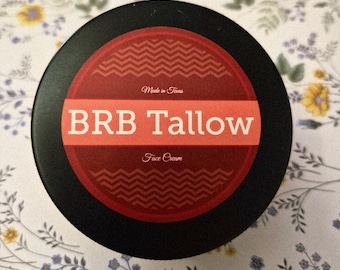 Made in Texas
BRB Tallow
Face Cream